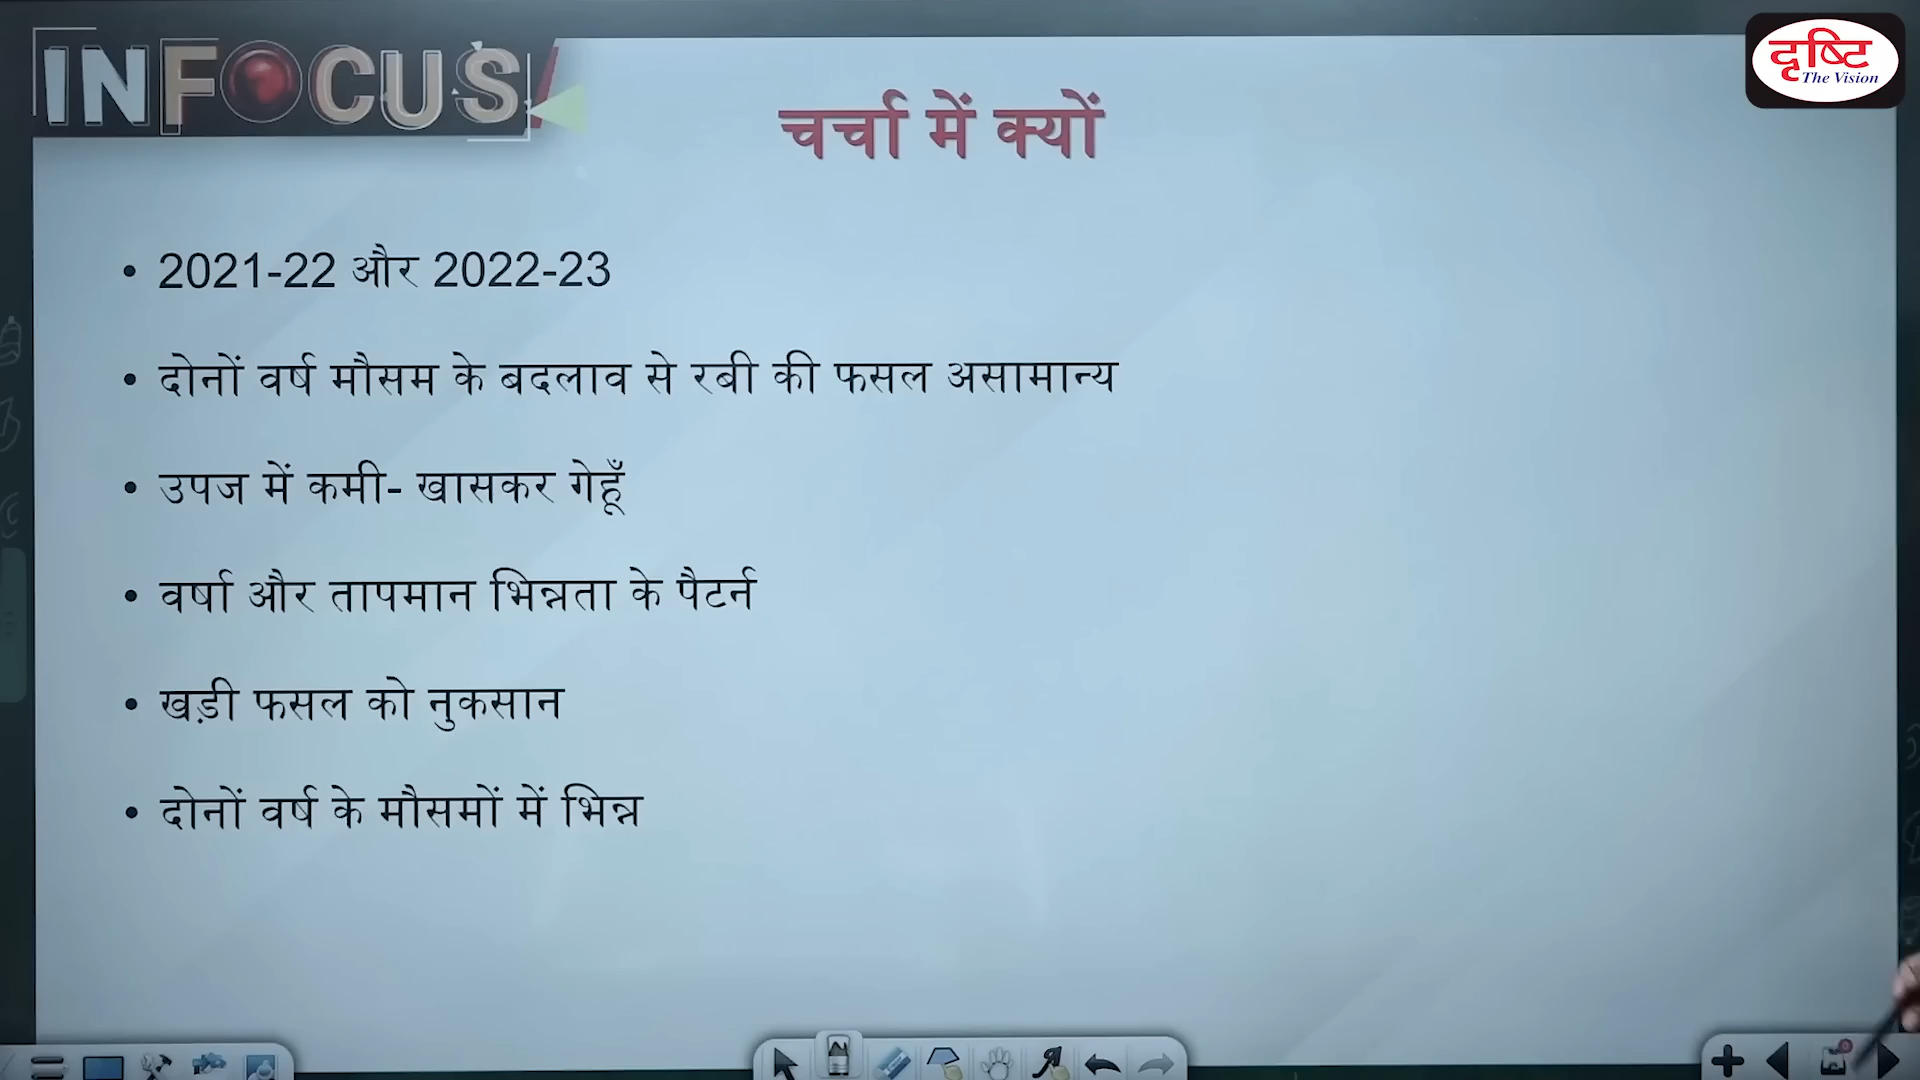 INFOCUS
दृष्टि
The Vision
चर्चा में क्यों
• 2021-22 और 2022-23
• दोनों वर्ष मौसम के बदलाव से रबी की फसल असामान्य
• उपज में कमी- खासकर गेहूँ
• वर्षा और तापमान भिन्नता के पैटर्न
• खड़ी फसल को नुकसान
• दोनों वर्ष के मौसमों में भिन्न